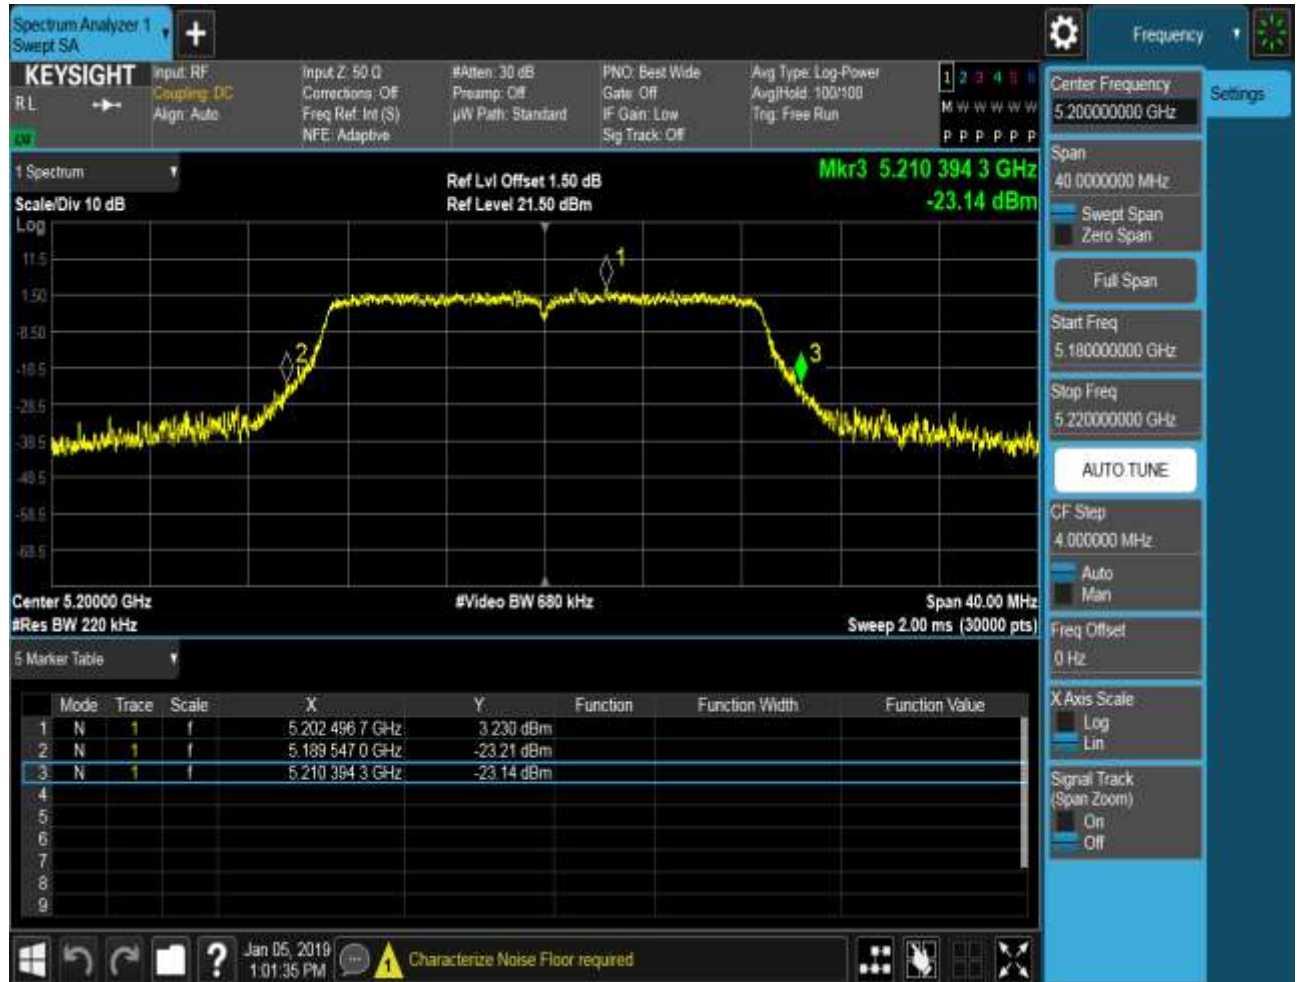 Spectrum Analyzer 1
Swept SA
+
Frequency
KEYSIGHT
RL
Input: RF
Coupling: DC
Align: Auto
Input Z: 50 Ω
Corrections: Off
Freq Ref: Int (S)
NFE: Adaptive
#Atten: 30 dB
Preamp: Off
µW Path: Standard
PNO: Best Wide
Gate: Off
IF Gain: Low
Sig Track: Off
Avg Type: Log-Power
Avg|Hold: 100/100
Trig: Free Run
1 2 3 4 5 6
M W W W W W
P P P P P P
1 Spectrum
Scale/Div 10 dB
Log
Ref Lvl Offset 1.50 dB
Ref Level 21.50 dBm
Mkr3 5.210 394 3 GHz
-23.14 dBm
11.5
1.50
-8.50
-18.5
-28.5
-38.5
-48.5
-58.5
-68.5
1
2
3
Center 5.20000 GHz
#Res BW 220 kHz
#Video BW 680 kHz
Span 40.00 MHz
Sweep 2.00 ms (30000 pts)
5 Marker Table
Mode Trace Scale X Y Function Function Width Function Value
1 N 1 f 5.202 496 7 GHz 3.230 dBm
2 N 1 f 5.189 547 0 GHz -23.21 dBm
3 N 1 f 5.210 394 3 GHz -23.14 dBm
4
5
6
7
8
9
Center Frequency
5.200000000 GHz
Settings
Span
40.0000000 MHz
Swept Span
Zero Span
Full Span
Start Freq
5.180000000 GHz
Stop Freq
5.220000000 GHz
AUTO TUNE
CF Step
4.000000 MHz
Auto
Man
Freq Offset
0 Hz
X Axis Scale
Log
Lin
Signal Track
(Span Zoom)
On
Off
?
Jan 05, 2019
1:01:35 PM
1
Characterize Noise Floor required